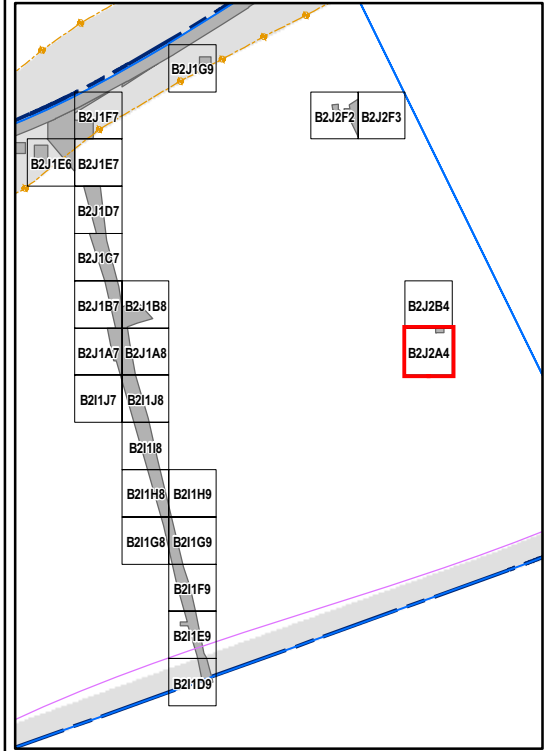 B2J1G9
B2J1F7
B2J2F2 B2J2F3
B2J1E6 B2J1E7
B2J1D7
B2J1C7
B2J1B7 B2J1B8 B2J2B4
B2J1A7 B2J1A8 B2J2A4
B2I1J7 B2I1J8
B2I1I8
B2I1H8 B2I1H9
B2I1G8 B2I1G9
B2I1F9
B2I1E9
B2I1D9